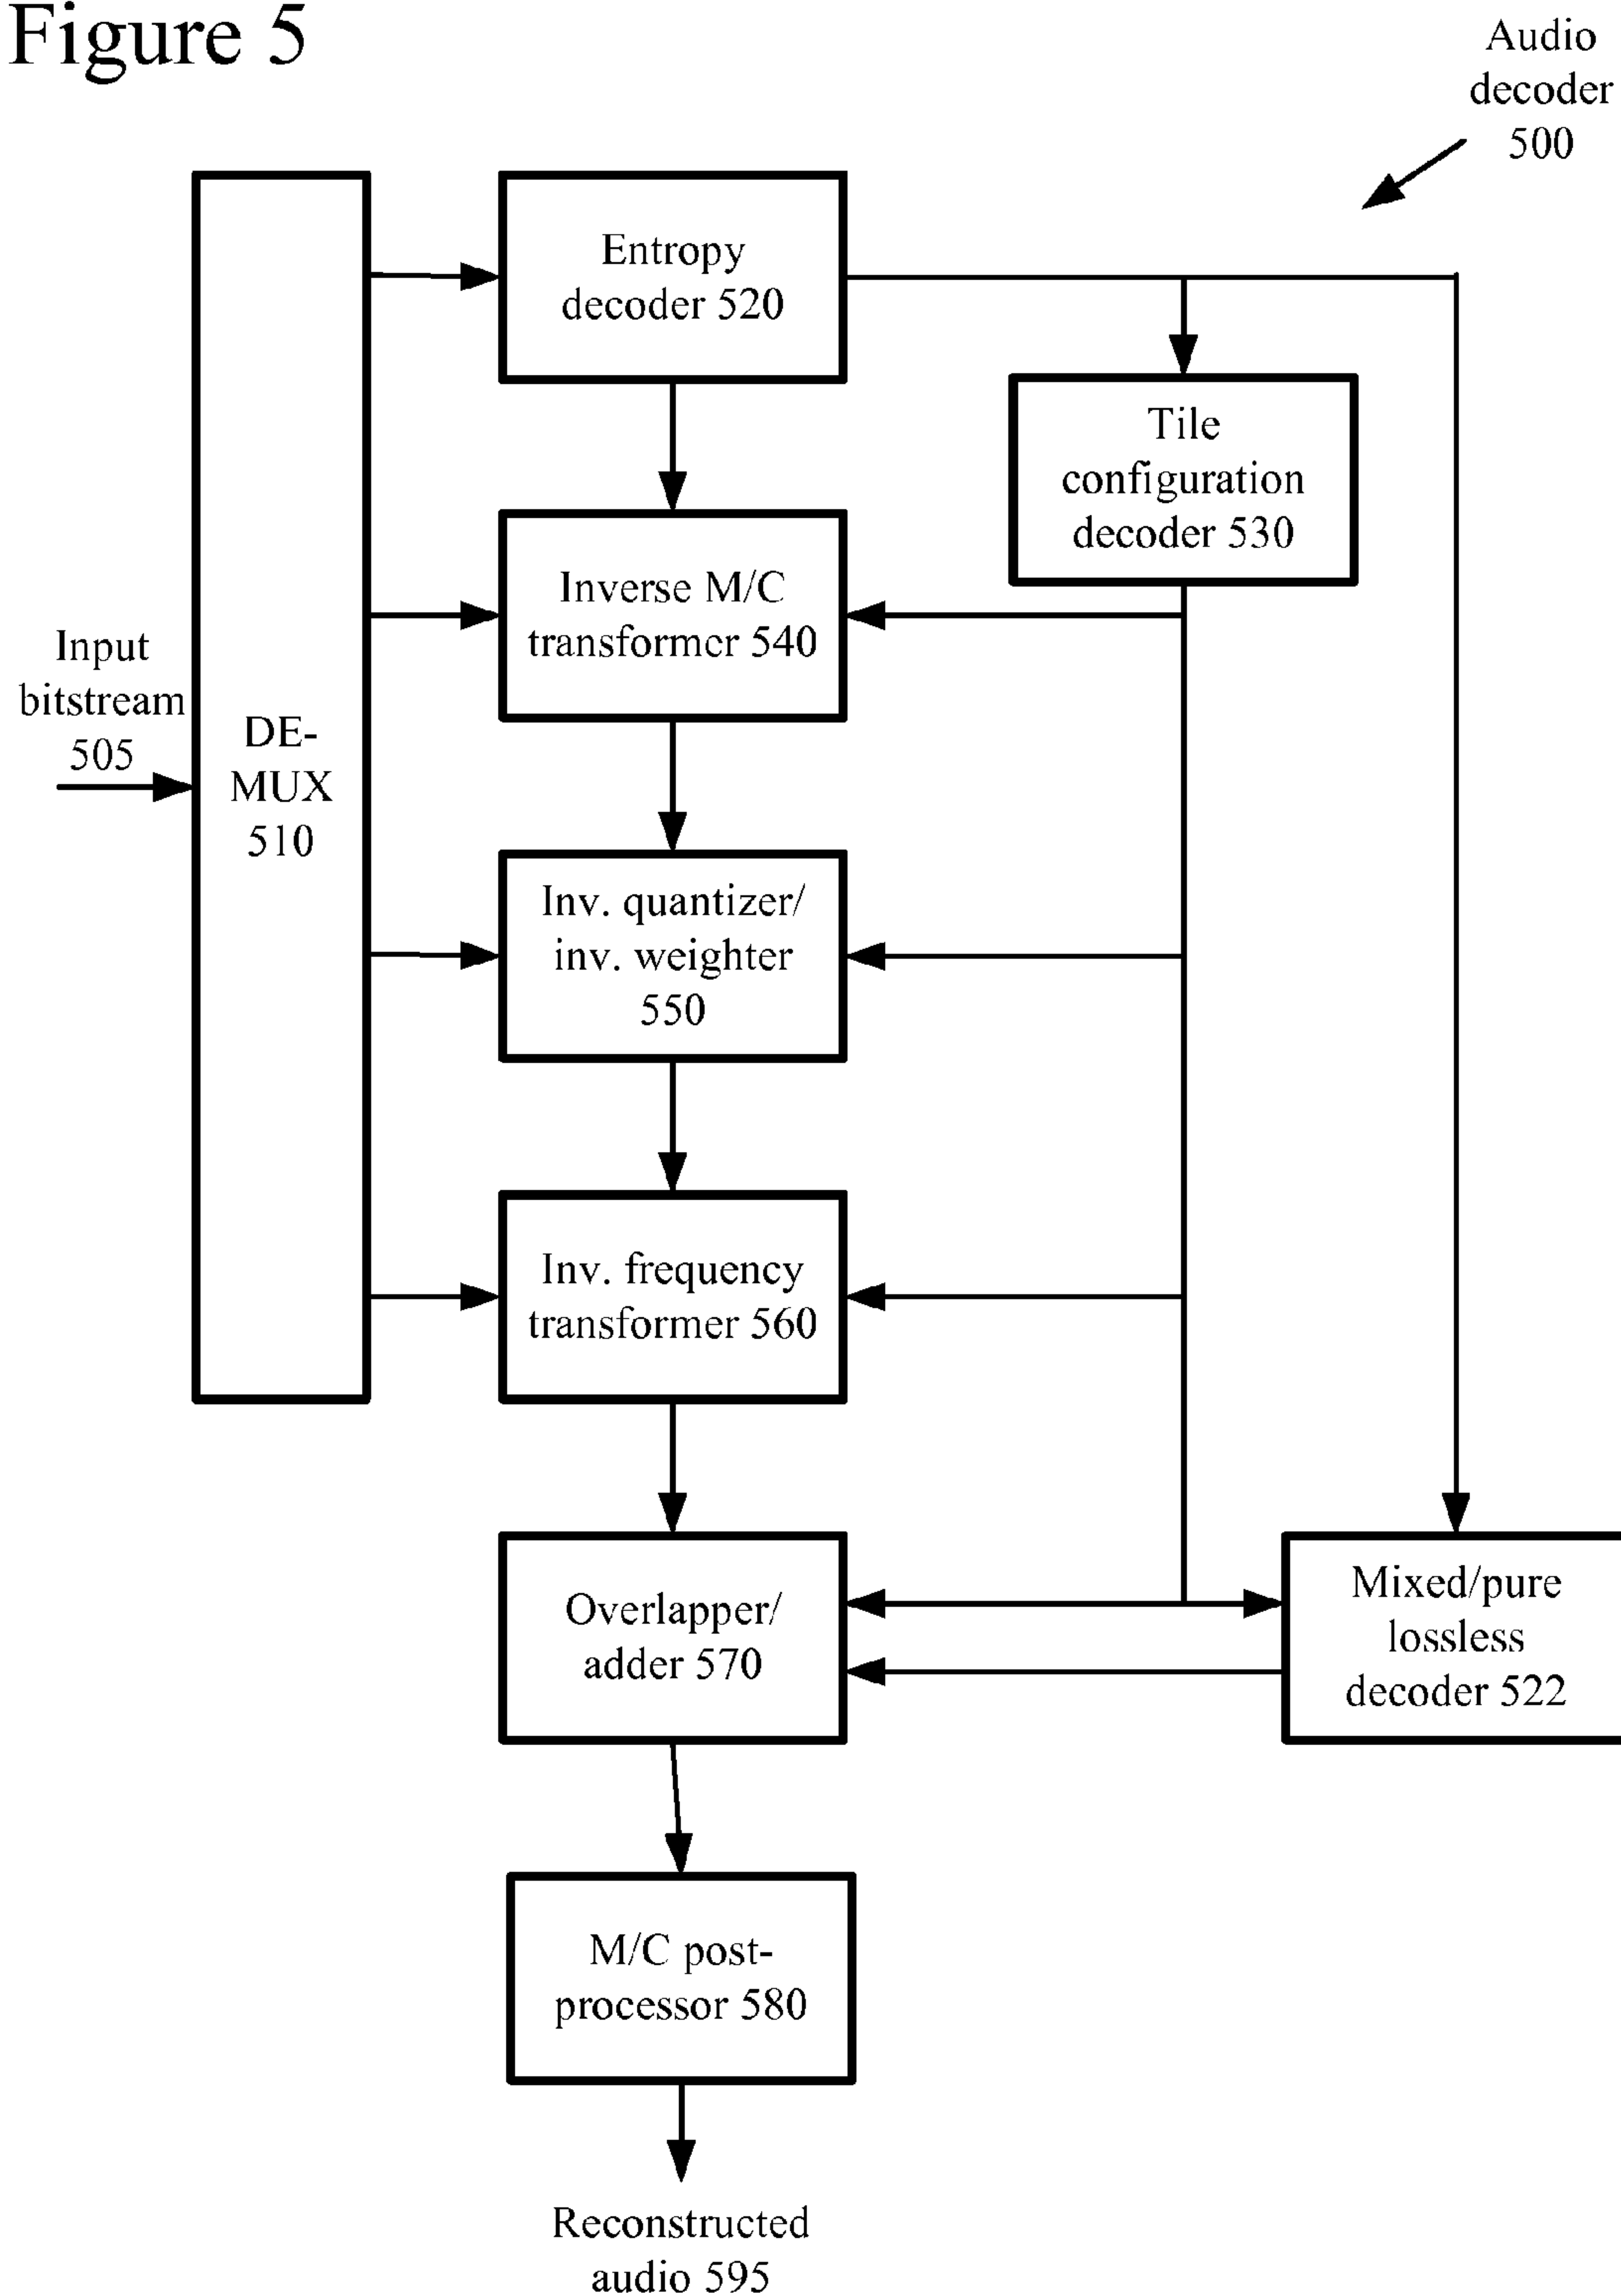 Figure 5
Audio
decoder
500
Entropy
decoder 520
Tile
configuration
decoder 530
Inverse M/C
transformer 540
Input
bitstream
505
DE-
MUX
510
Inv. quantizer/
inv. weighter
550
Inv. frequency
transformer 560
Overlapper/
adder 570
Mixed/pure
lossless
decoder 522
M/C post-
processor 580
Reconstructed
audio 595